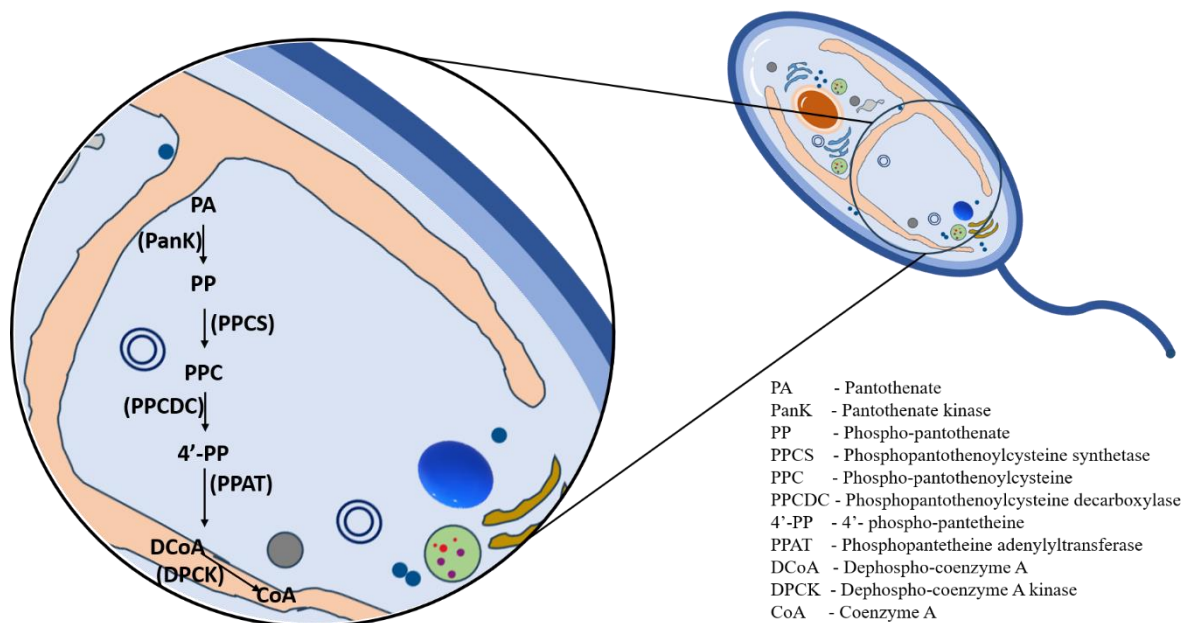 PA
(PanK)
PP
(PPCS)
PPC
(PPCDC)
4'-PP
(PPAT)
DCoA
(DPCK)
CoA
PA - Pantothenate
PanK - Pantothenate kinase
PP - Phospho-pantothenate
PPCS - Phosphopantothenoylcysteine synthetase
PPC - Phospho-pantothenoylcysteine
PPCDC - Phosphopantothenoylcysteine decarboxylase
4'-PP - 4'- phospho-pantetheine
PPAT - Phosphopantetheine adenylyltransferase
DCoA - Dephospho-coenzyme A
DPCK - Dephospho-coenzyme A kinase
CoA - Coenzyme A